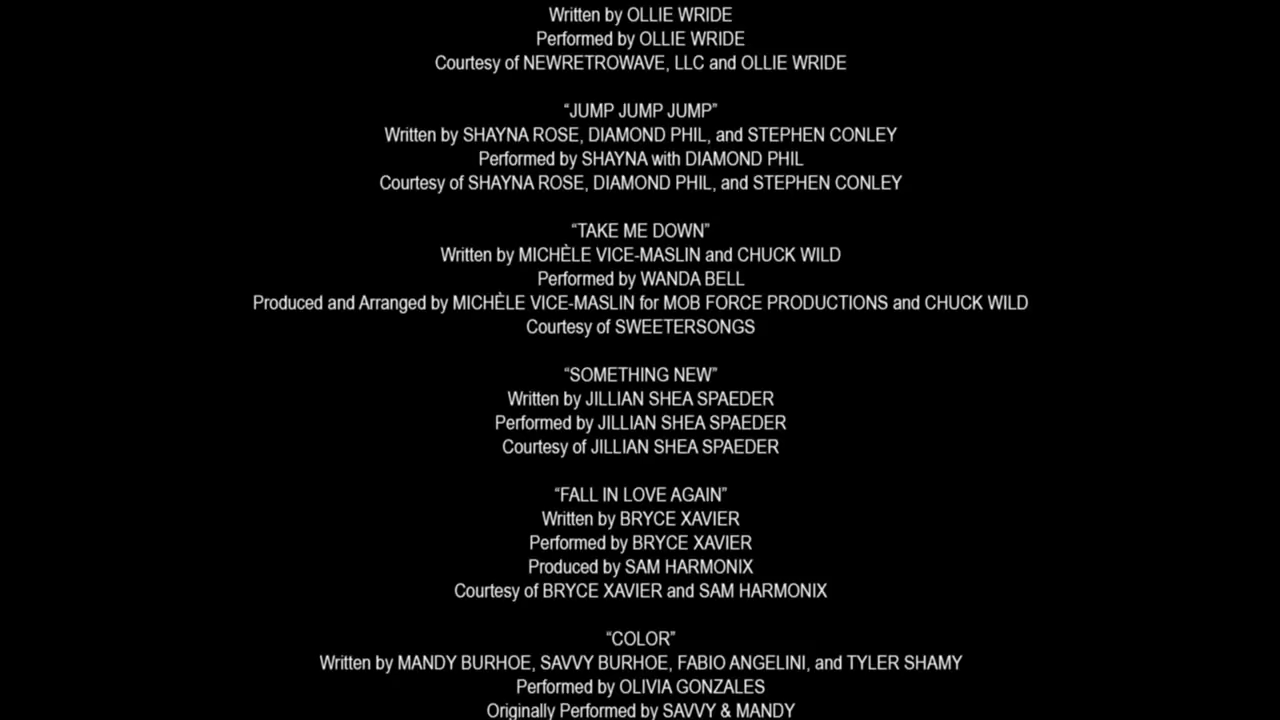 Written by OLLIE WRIDE
Performed by OLLIE WRIDE
Courtesy of NEWRETROWAVE, LLC and OLLIE WRIDE
“JUMP JUMP JUMP”
Written by SHAYNA ROSE, DIAMOND PHIL, and STEPHEN CONLEY
Performed by SHAYNA with DIAMOND PHIL
Courtesy of SHAYNA ROSE, DIAMOND PHIL, and STEPHEN CONLEY
“TAKE ME DOWN”
Written by MICHÈLE VICE-MASLIN and CHUCK WILD
Performed by WANDA BELL
Produced and Arranged by MICHÈLE VICE-MASLIN for MOB FORCE PRODUCTIONS and CHUCK WILD
Courtesy of SWEETERSONGS
“SOMETHING NEW”
Written by JILLIAN SHEA SPAEDER
Performed by JILLIAN SHEA SPAEDER
Courtesy of JILLIAN SHEA SPAEDER
“FALL IN LOVE AGAIN”
Written by BRYCE XAVIER
Performed by BRYCE XAVIER
Produced by SAM HARMONIX
Courtesy of BRYCE XAVIER and SAM HARMONIX
“COLOR”
Written by MANDY BURHOE, SAVVY BURHOE, FABIO ANGELINI, and TYLER SHAMY
Performed by OLIVIA GONZALES
Originally Performed by SAVVY & MANDY